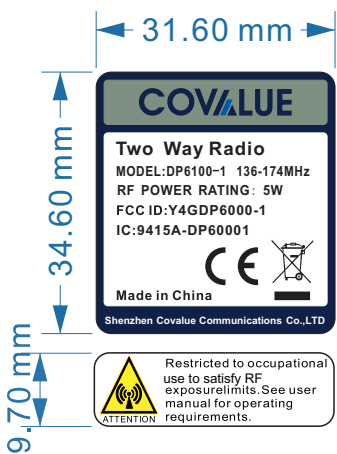 31.60 mm
34.60 mm
COVALUE
Two Way Radio
MODEL:DP6100-1 136-174MHz
RF POWER RATING: 5W
FCC ID:Y4GDP6000-1
IC:9415A-DP60001
CE
Made in China
Shenzhen Covalue Communications Co.,LTD
9.70 mm
ATTENTION
Restricted to occupational
use to satisfy RF
exposurelimits.See user
manual for operating
requirements.